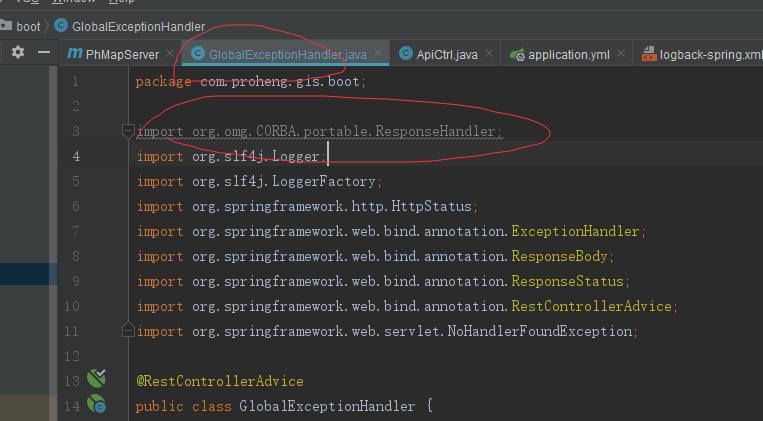 Window Help
boot GlobalExceptionHandler
PhMapServer GlobalExceptionHandler.java ApiCtrl.java application.yml logback-spring.xml
1 package com.proheng.gis.boot;
2
3 import org.omg.CORBA.portable.ResponseHandler;
4 import org.slf4j.Logger;
5 import org.slf4j.LoggerFactory;
6 import org.springframework.http.HttpStatus;
7 import org.springframework.web.bind.annotation.ExceptionHandler;
8 import org.springframework.web.bind.annotation.ResponseBody;
9 import org.springframework.web.bind.annotation.ResponseStatus;
10 import org.springframework.web.bind.annotation.RestControllerAdvice;
11 import org.springframework.web.servlet.NoHandlerFoundException;
12
13 @RestControllerAdvice
14 public class GlobalExceptionHandler {